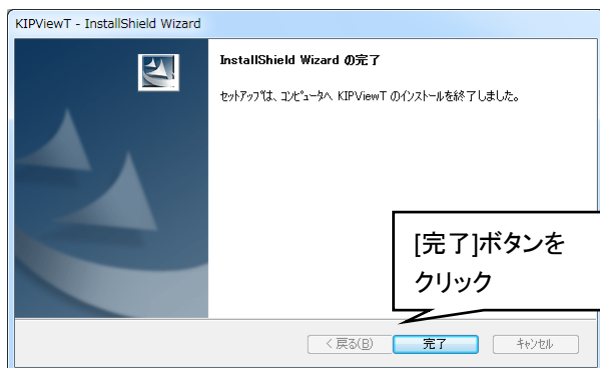 KIPViewT - InstallShield Wizard
InstallShield Wizard の完了
ｾｯﾄｱｯﾌﾟは、ｺﾝﾋﾟｭｰﾀへ KIPViewT のｲﾝｽﾄｰﾙを終了しました。
[完了]ボタンを
クリック
< 戻る(B)
完了
ｷｬﾝｾﾙ